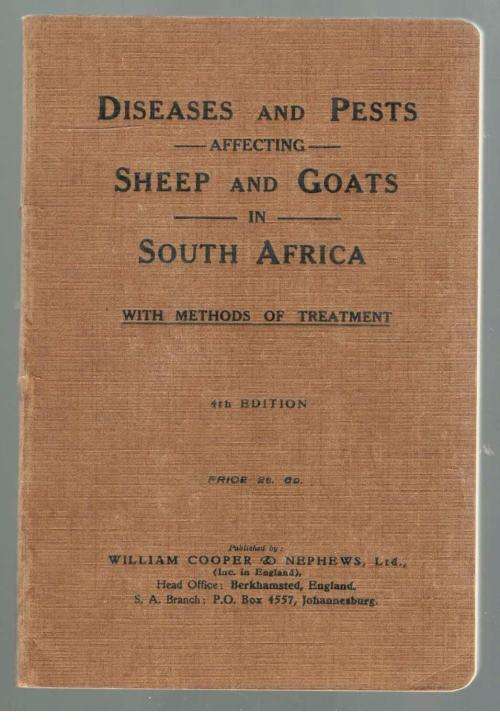 DISEASES AND PESTS
AFFECTING
SHEEP AND GOATS
IN
SOUTH AFRICA
WITH METHODS OF TREATMENT
4th EDITION
PRICE 2s. 6D.
Published by:
WILLIAM COOPER & NEPHEWS, Ltd.,
(Inc. in England),
Head Office: Berkhamsted, England.
S. A. Branch: P.O. Box 4557, Johannesburg.